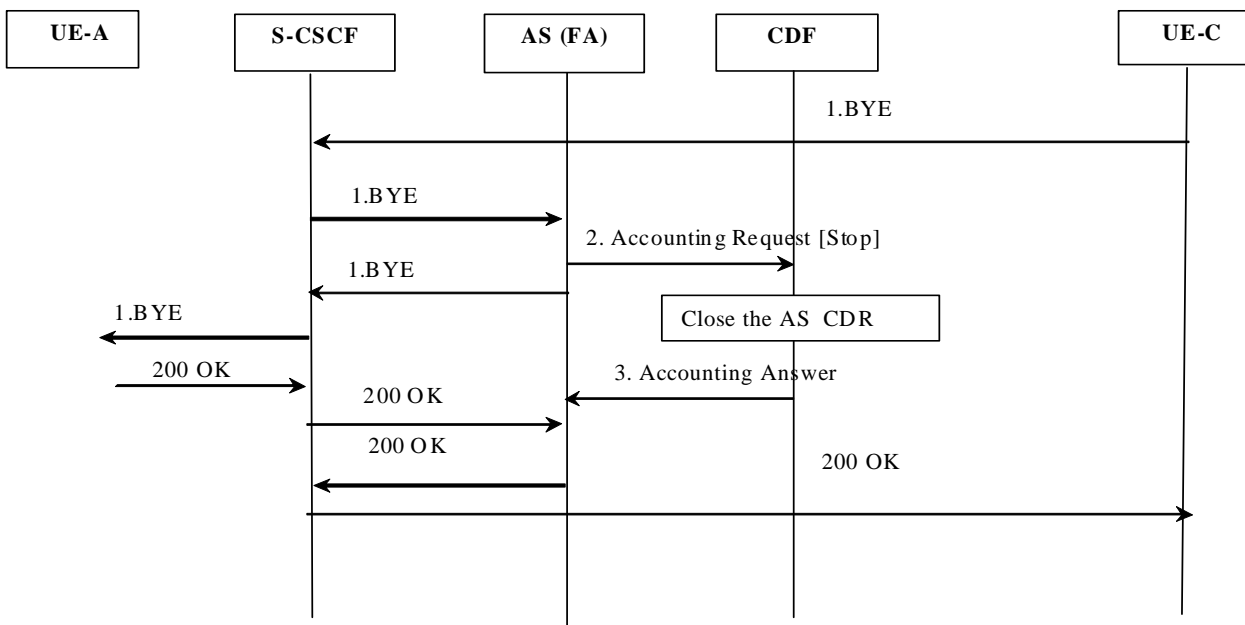 UE-A
S-CSCF
AS (FA)
CDF
UE-C
1.BYE
1.BYE
2. Accounting Request [Stop]
1.BYE
1.BYE
Close the AS CDR
200 OK
3. Accounting Answer
200 OK
200 OK
200 OK